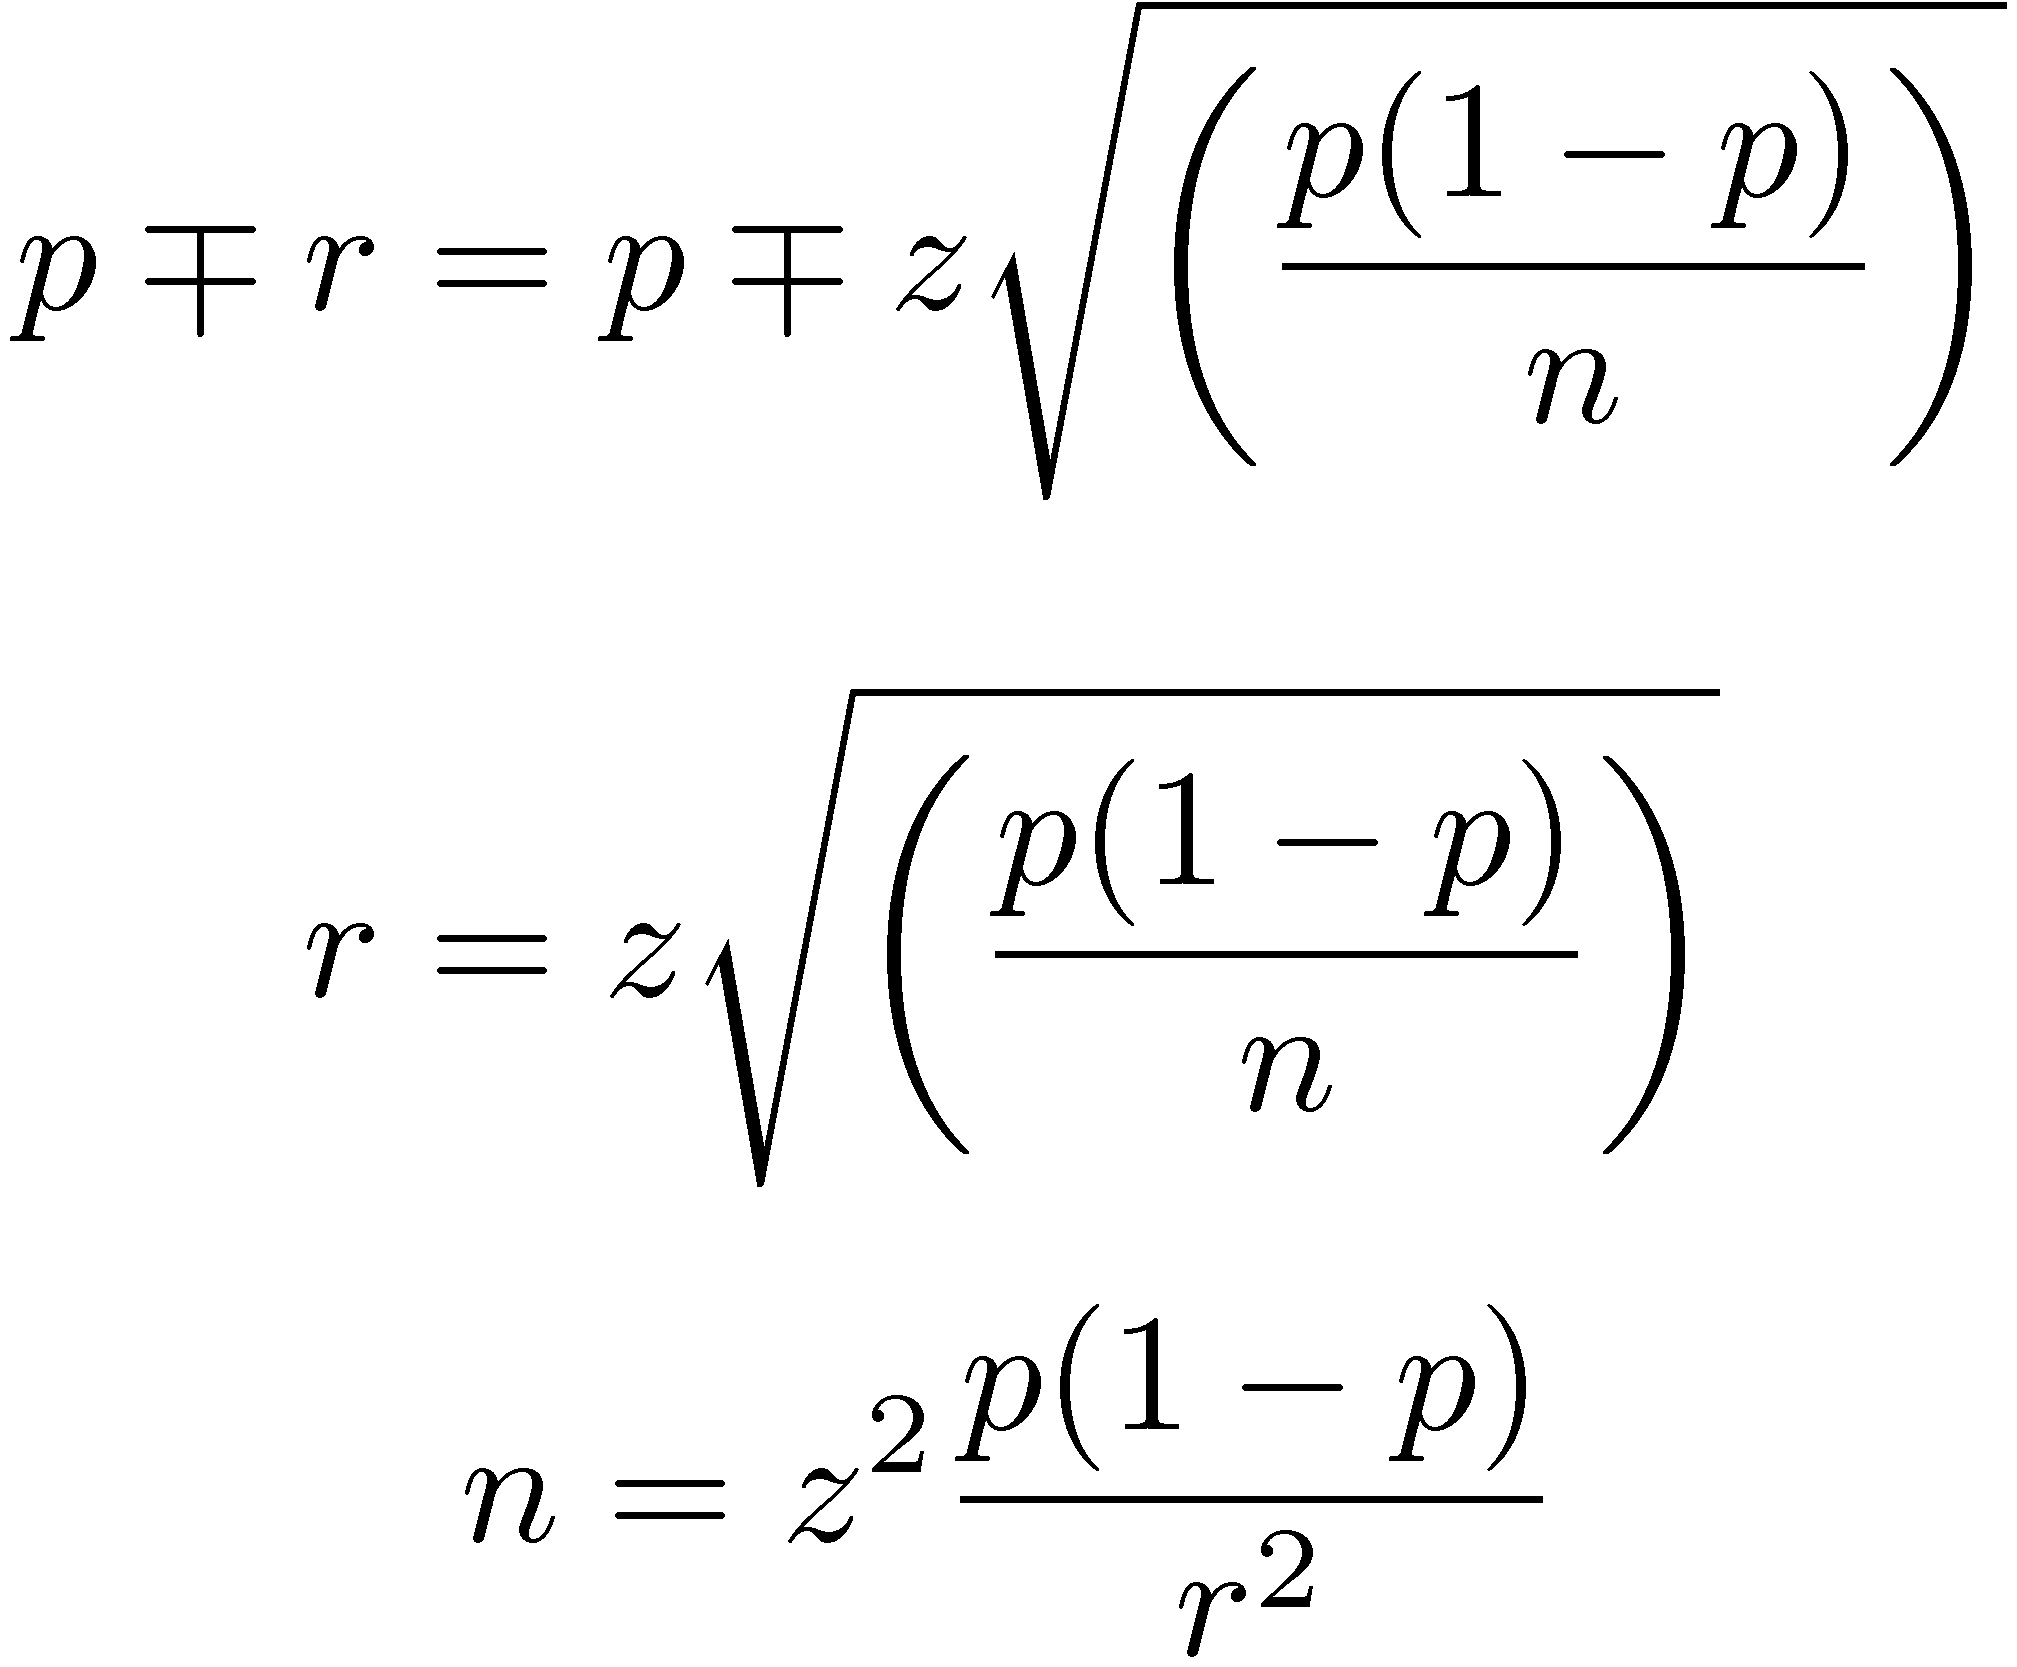 p ∓ r = p ∓ z√((p(1 − p)/n))
r = z√((p(1 − p)/n))
n = z² p(1 − p)/r²